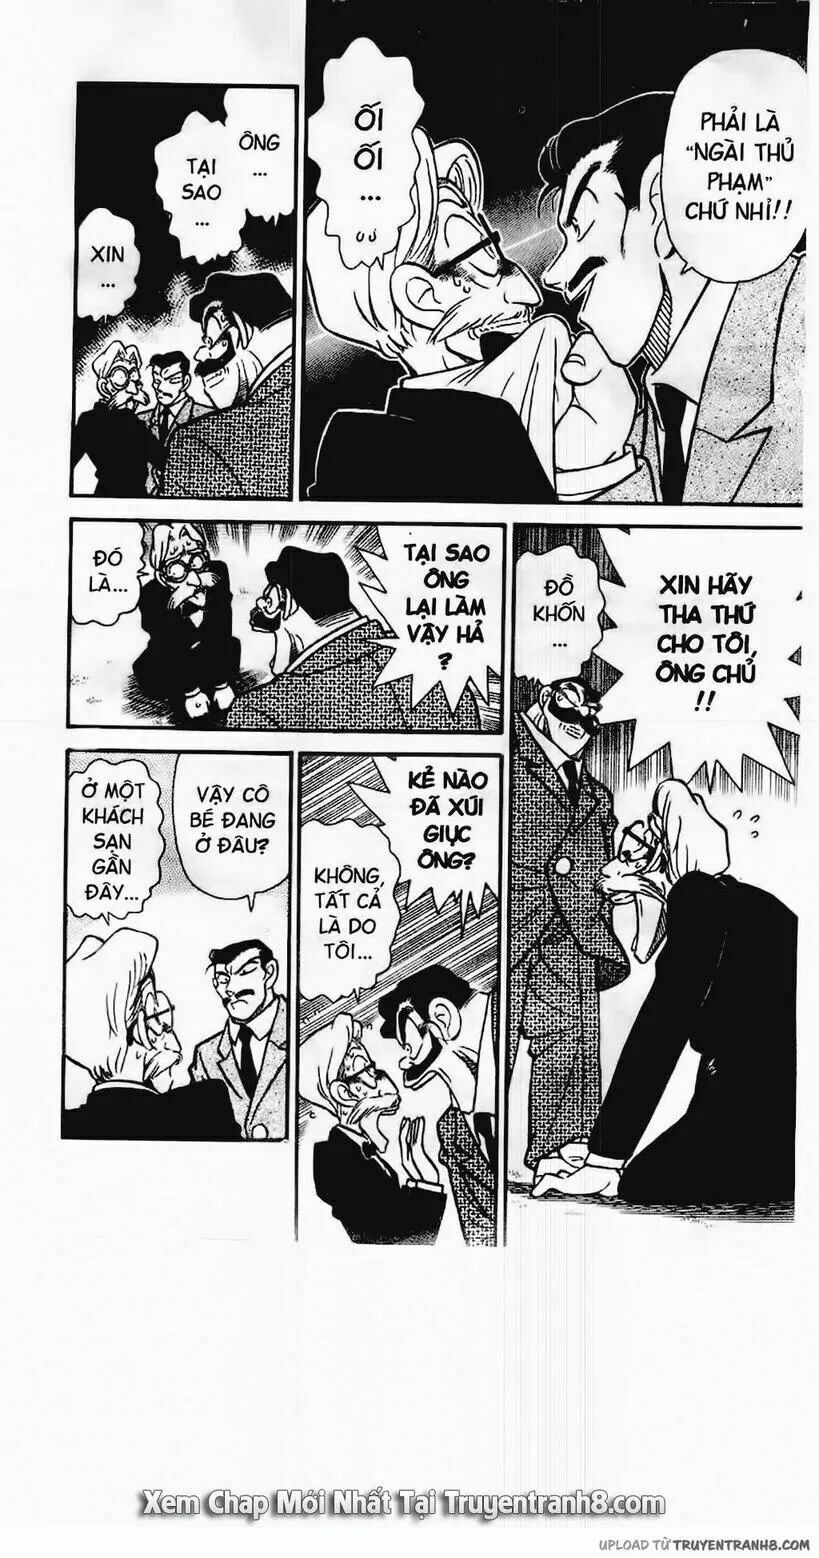 PHẢI LÀ
"NGÀI THỦ
PHẠM"
CHỨ NHỈ!!
ỐI
ỐI
...
ÔNG
...
TẠI
SAO
...
XIN
...
XIN HÃY
THA THỨ
CHO TÔI,
ÔNG CHỦ
!!
ĐỒ
KHỐN
...
TẠI SAO
ÔNG
LẠI LÀM
VẬY HẢ
?
ĐÓ
LÀ...
KẺ NÀO
ĐÃ XÚI
GIỤC
ÔNG?
KHÔNG,
TẤT CẢ
LÀ DO
TÔI...
VẬY CÔ
BÉ ĐANG
Ở ĐÂU?
Ở MỘT
KHÁCH
SẠN
GẦN
ĐÂY...
Xem Chap Mới Nhất Tại Truyentranh8.com
UPLOAD TỪ TRUYENTRANH8.COM